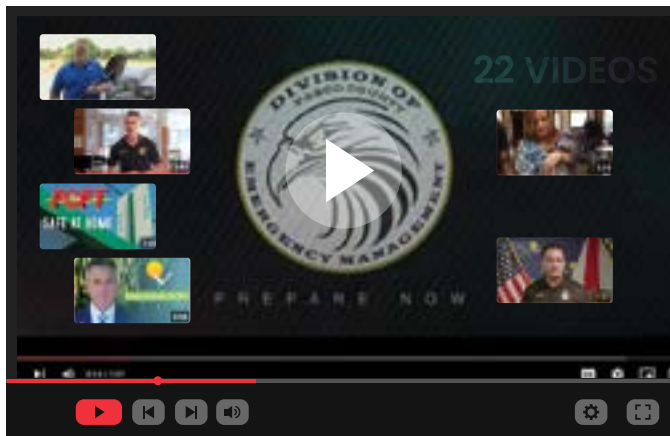 22 VIDEOS
DIVISION OF
PASCO COUNTY
EMERGENCY MANAGEMENT
PCFT
SAFE AT HOME
PREPARE NOW